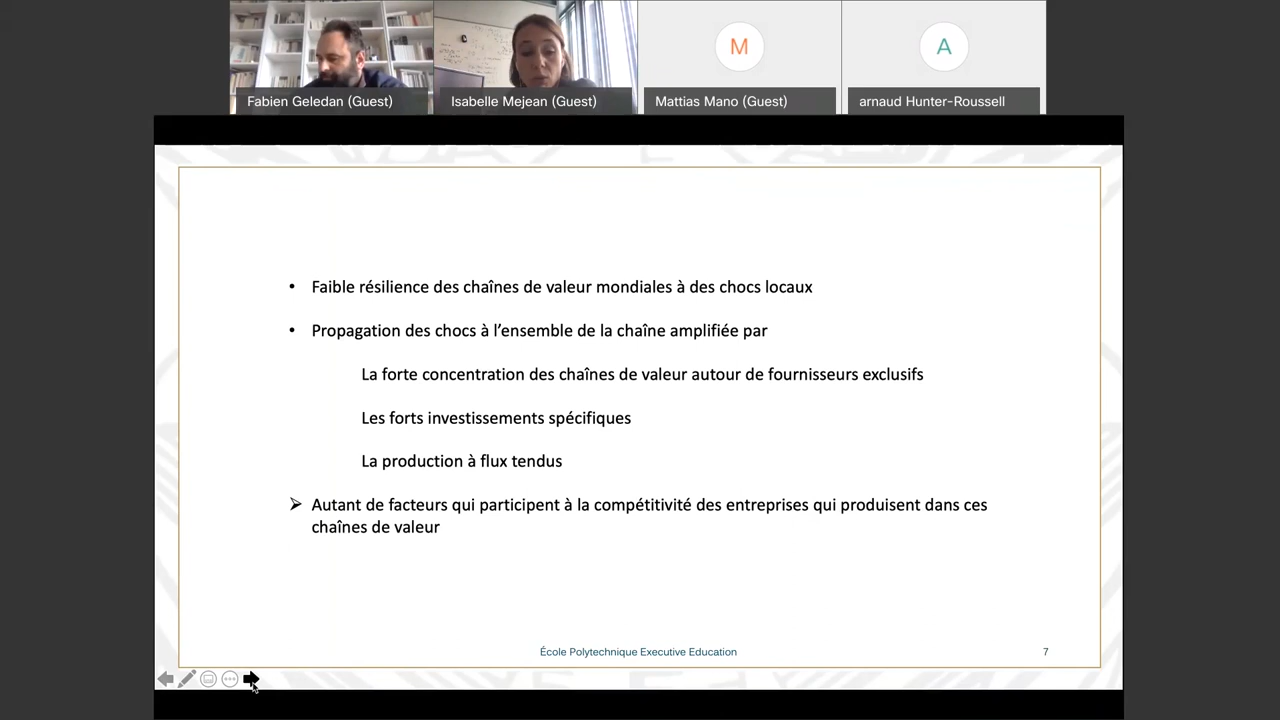 Fabien Geledan (Guest)
Isabelle Mejean (Guest)
M
Mattias Mano (Guest)
A
arnaud Hunter-Roussell
• Faible résilience des chaînes de valeur mondiales à des chocs locaux
• Propagation des chocs à l’ensemble de la chaîne amplifiée par
La forte concentration des chaînes de valeur autour de fournisseurs exclusifs
Les forts investissements spécifiques
La production à flux tendus
➢ Autant de facteurs qui participent à la compétitivité des entreprises qui produisent dans ces
chaînes de valeur
École Polytechnique Executive Education
7